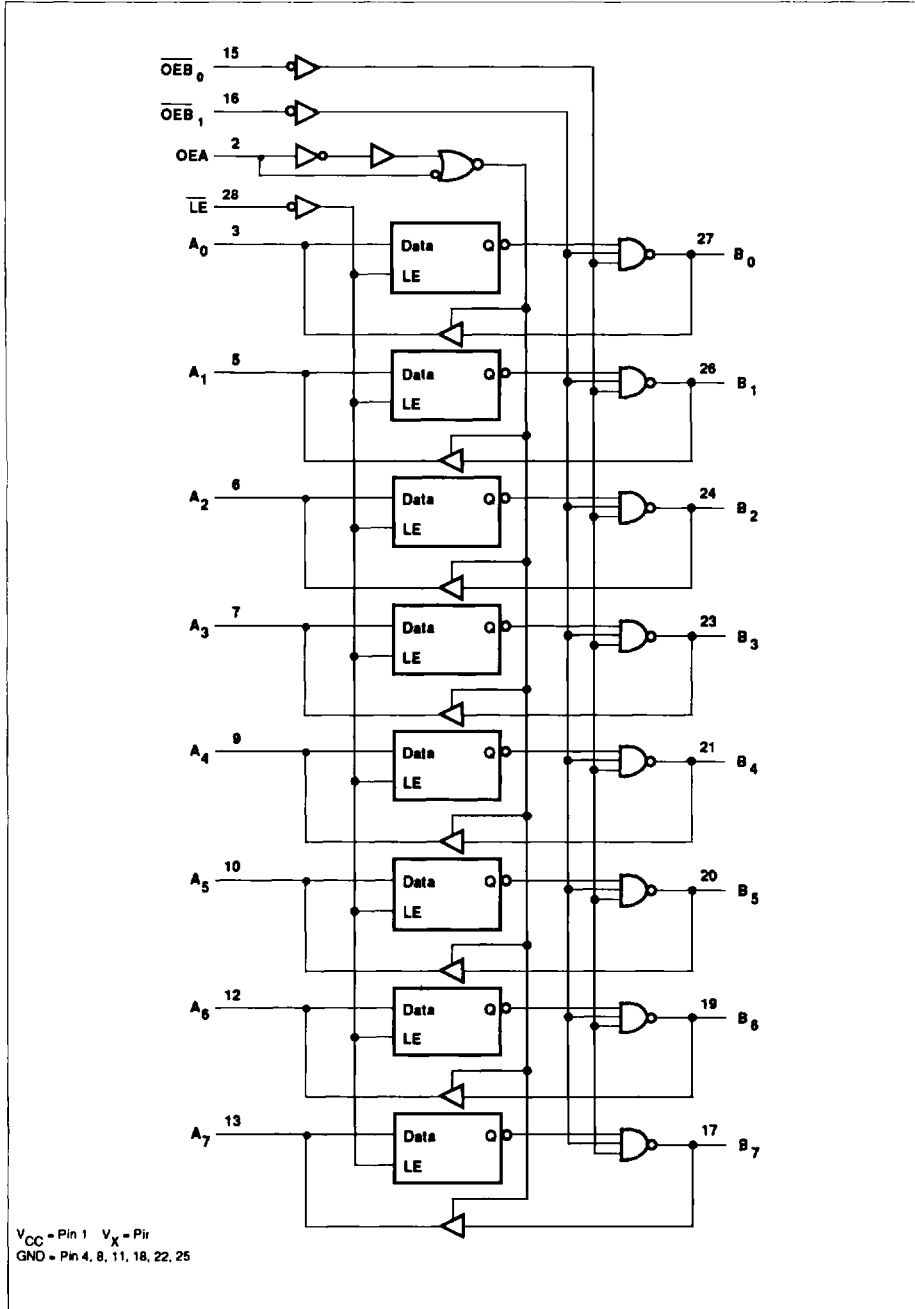 OEB0 15
OEB1 16
OEA 2
LE 28
A0 3 Data Q LE 27 B0
A1 5 Data Q LE 26 B1
A2 6 Data Q LE 24 B2
A3 7 Data Q LE 23 B3
A4 9 Data Q LE 21 B4
A5 10 Data Q LE 20 B5
A6 12 Data Q LE 19 B6
A7 13 Data Q LE 17 B7
VCC = Pin 1 VX = Pir
GND = Pin 4, 8, 11, 18, 22, 25